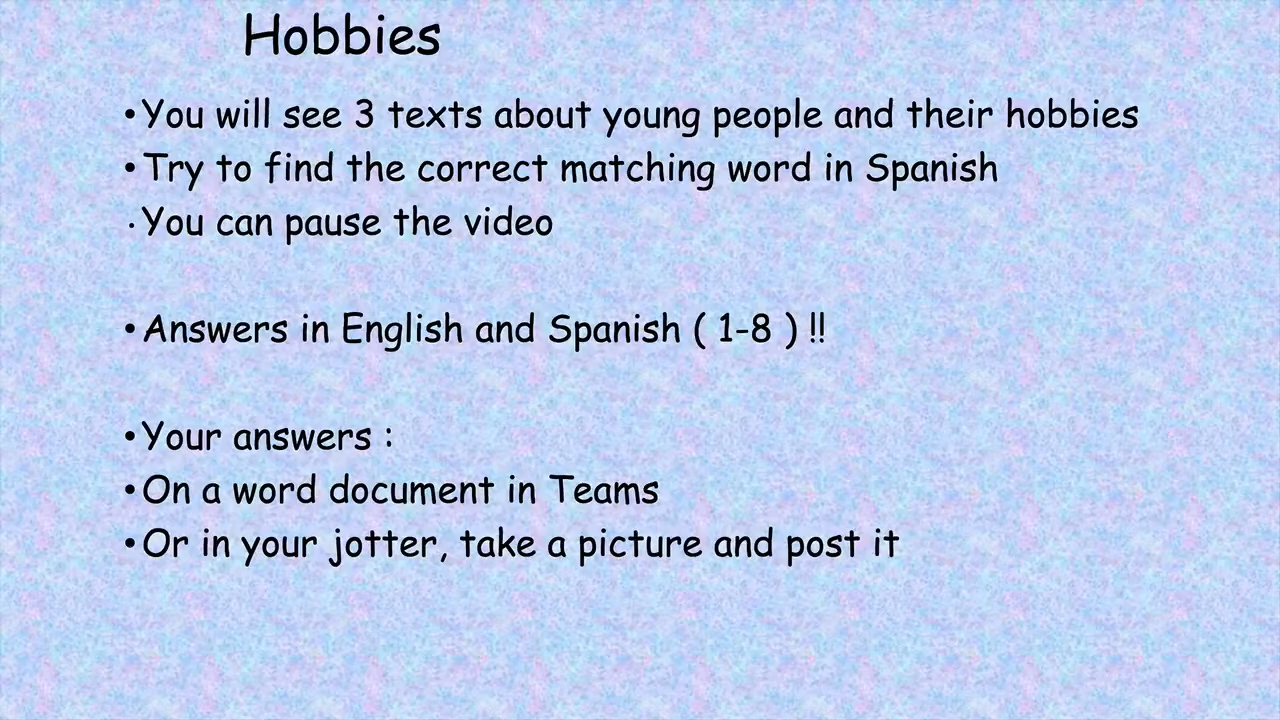 Hobbies
•You will see 3 texts about young people and their hobbies
•Try to find the correct matching word in Spanish
•You can pause the video
•Answers in English and Spanish ( 1-8 ) !!
•Your answers :
•On a word document in Teams
•Or in your jotter, take a picture and post it